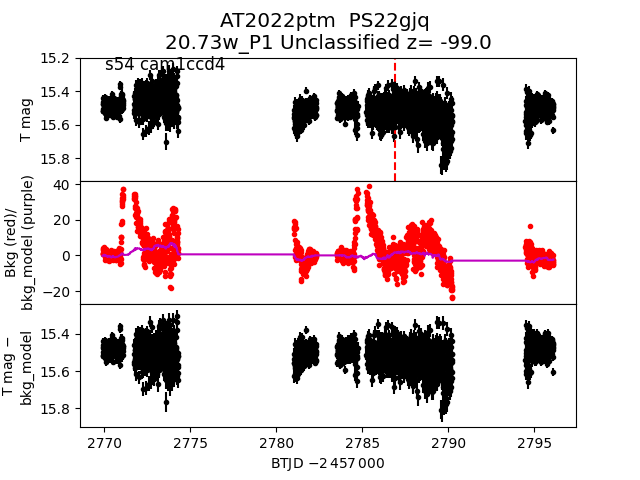 AT2022ptm  PS22gjq
20.73w_P1 Unclassified z= -99.0
s54 cam1ccd4
T mag
15.2
15.4
15.6
15.8
Bkg (red)/
bkg_model (purple)
40
20
0
−20
T mag −
bkg_model
15.4
15.6
15.8
2770 2775 2780 2785 2790 2795
BTJD −2 457 000